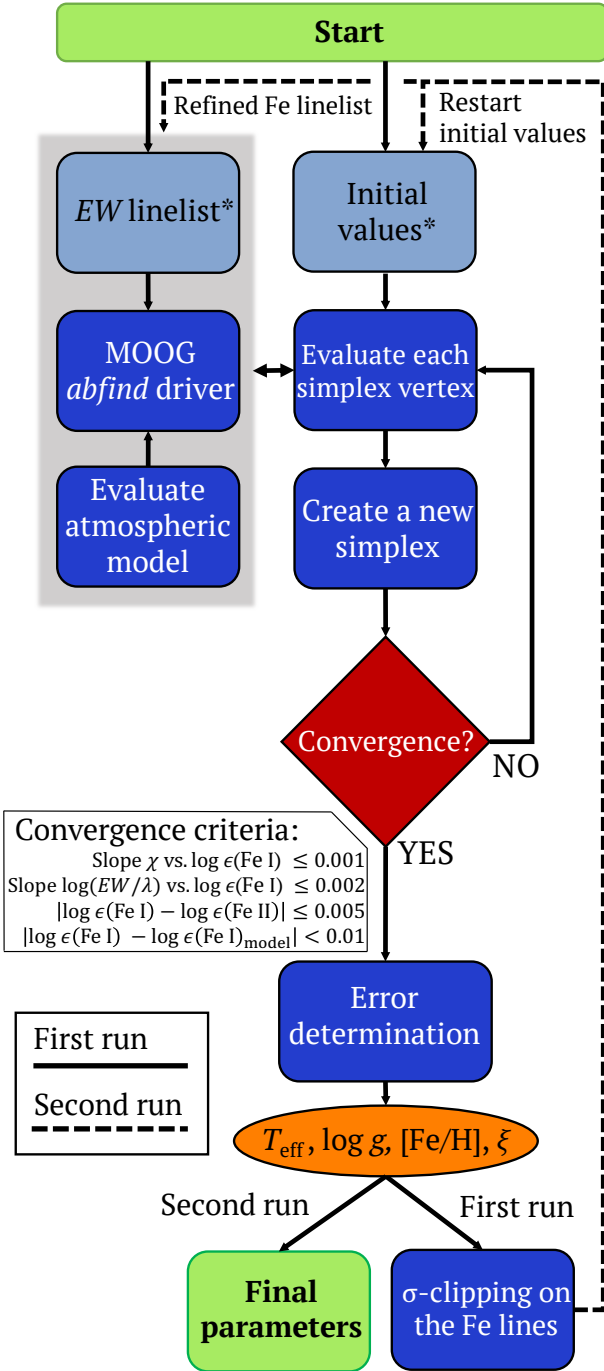 Start
Refined Fe linelist
Restart
initial values
EW linelist*
Initial
values*
MOOG
abfind driver
Evaluate each
simplex vertex
Evaluate
atmospheric
model
Create a new
simplex
Convergence?
NO
YES
Convergence criteria:
Slope χ vs. log ϵ(Fe I) ≤ 0.001
Slope log(EW/λ) vs. log ϵ(Fe I) ≤ 0.002
|log ϵ(Fe I) − log ϵ(Fe II)| ≤ 0.005
|log ϵ(Fe I) − log ϵ(Fe I)model| < 0.01
Error
determination
First run
Second run
Teff, log g, [Fe/H], ξ
Second run
First run
Final
parameters
σ-clipping on
the Fe lines